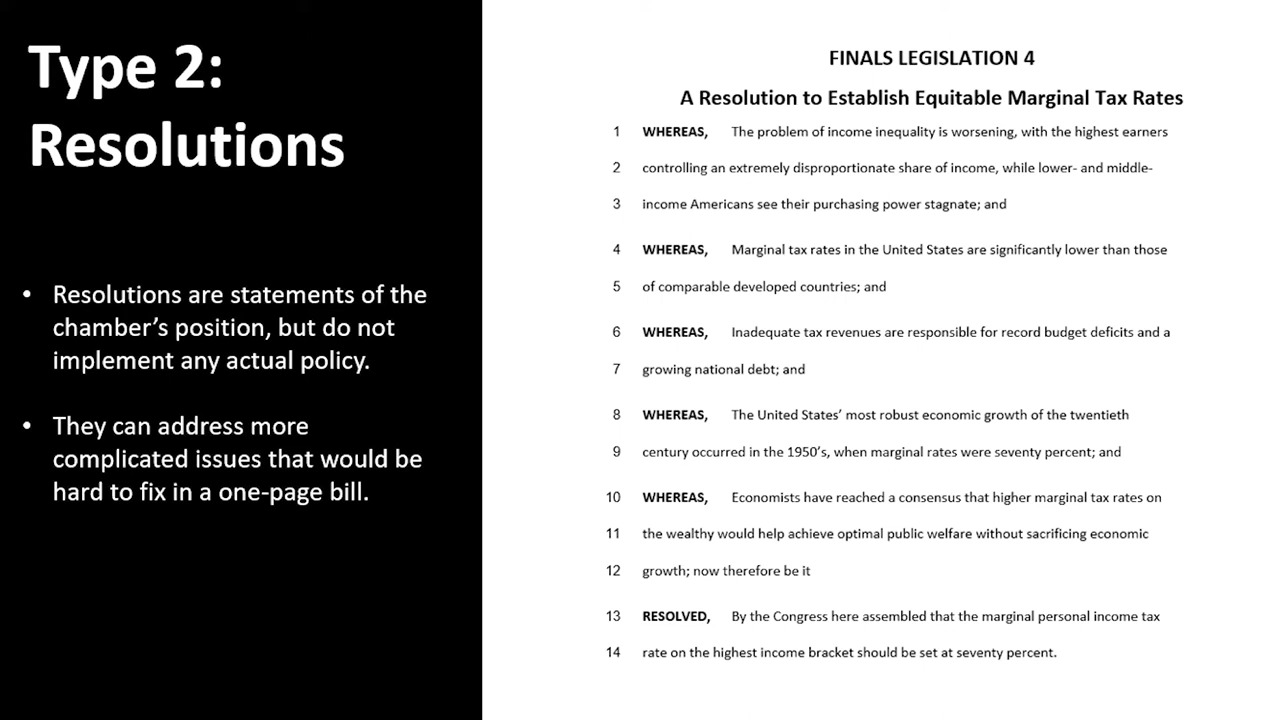 Type 2:
Resolutions
• Resolutions are statements of the
chamber's position, but do not
implement any actual policy.
• They can address more
complicated issues that would be
hard to fix in a one-page bill.
FINALS LEGISLATION 4
A Resolution to Establish Equitable Marginal Tax Rates
1 WHEREAS, The problem of income inequality is worsening, with the highest earners
2 controlling an extremely disproportionate share of income, while lower- and middle-
3 income Americans see their purchasing power stagnate; and
4 WHEREAS, Marginal tax rates in the United States are significantly lower than those
5 of comparable developed countries; and
6 WHEREAS, Inadequate tax revenues are responsible for record budget deficits and a
7 growing national debt; and
8 WHEREAS, The United States' most robust economic growth of the twentieth
9 century occurred in the 1950's, when marginal rates were seventy percent; and
10 WHEREAS, Economists have reached a consensus that higher marginal tax rates on
11 the wealthy would help achieve optimal public welfare without sacrificing economic
12 growth; now therefore be it
13 RESOLVED, By the Congress here assembled that the marginal personal income tax
14 rate on the highest income bracket should be set at seventy percent.